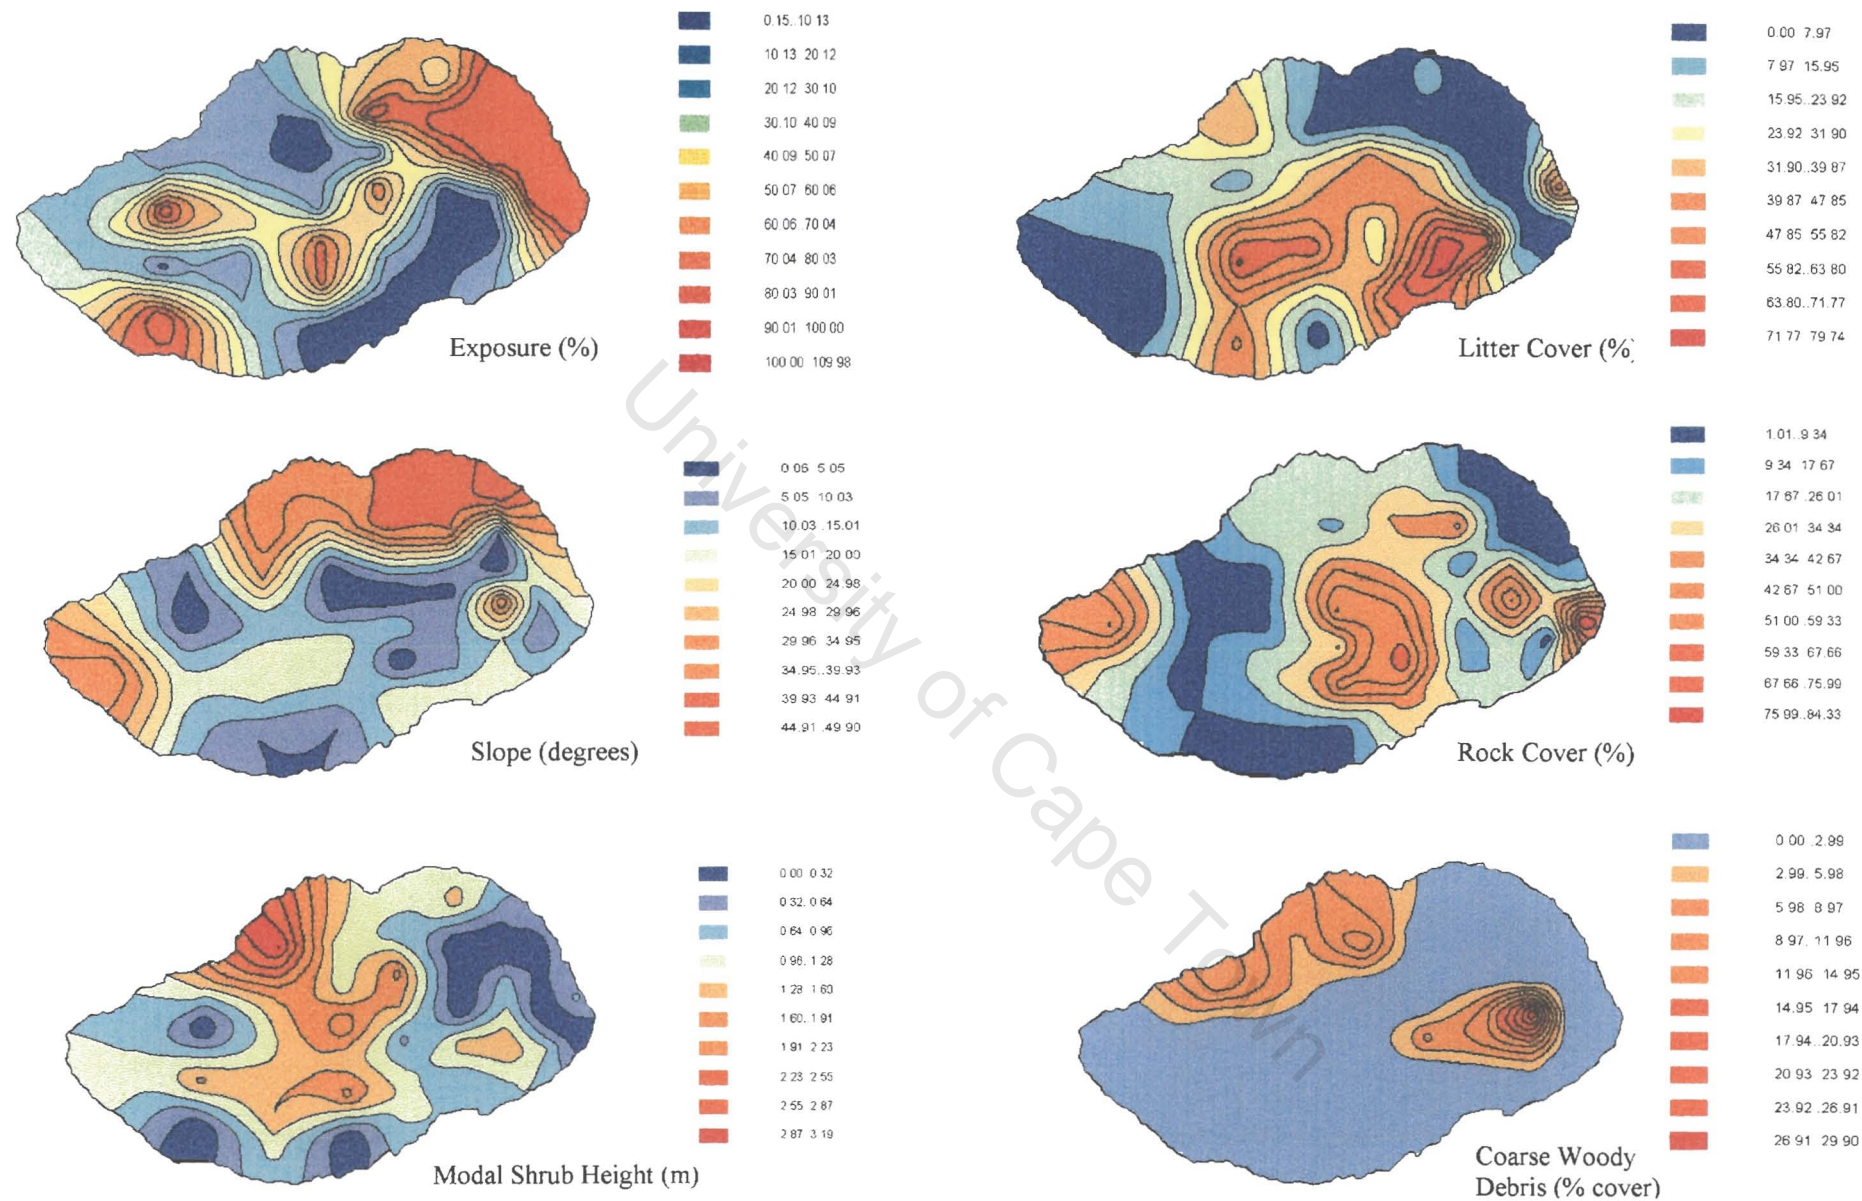 0.15..10 13
10 13 20 12
20 12 30 10
30.10 40 09
40 09 50 07
50 07 60 06
60 06 70 04
70 04 80 03
80 03 90 01
90 01 100 00
100 00 109 98
Exposure (%)
0.00 7.97
7 97 15.95
15 95..23 92
23 92 31 90
31 90..39 87
39 87 47 85
47 85 55 82
55 82..63 80
63 80..71.77
71 77 79 74
Litter Cover (%)
0 06 5 05
5 05 10 03
10 03 .15.01
15 01 20 00
20 00 24.98
24 98 29 96
29 96 34 95
34.95..39.93
39 93 44 91
44.91 .49 90
Slope (degrees)
1.01..9 34
9 34 17 67
17 67 .26 01
26 01 34 34
34 34 42 67
42 67 51 00
51 00 .59 33
59 33 67.66
67 66 .75.99
75 99..84.33
Rock Cover (%)
0 00 0 32
0 32. 0 64
0 64 0 96
0 96. 1 28
1 28 1 60
1 60. 1 91
1 91 2 23
2 23 2 55
2 55 2 87
2 87 3 19
Modal Shrub Height (m)
0 00 .2.99
2 99. 5.98
5 98 8 97
8 97. 11 96
11 96 14 95
14.95 17 94
17.94..20.93
20 93 23 92
23.92 .26.91
26 91 29 90
Coarse Woody
Debris (% cover)
University of Cape Town